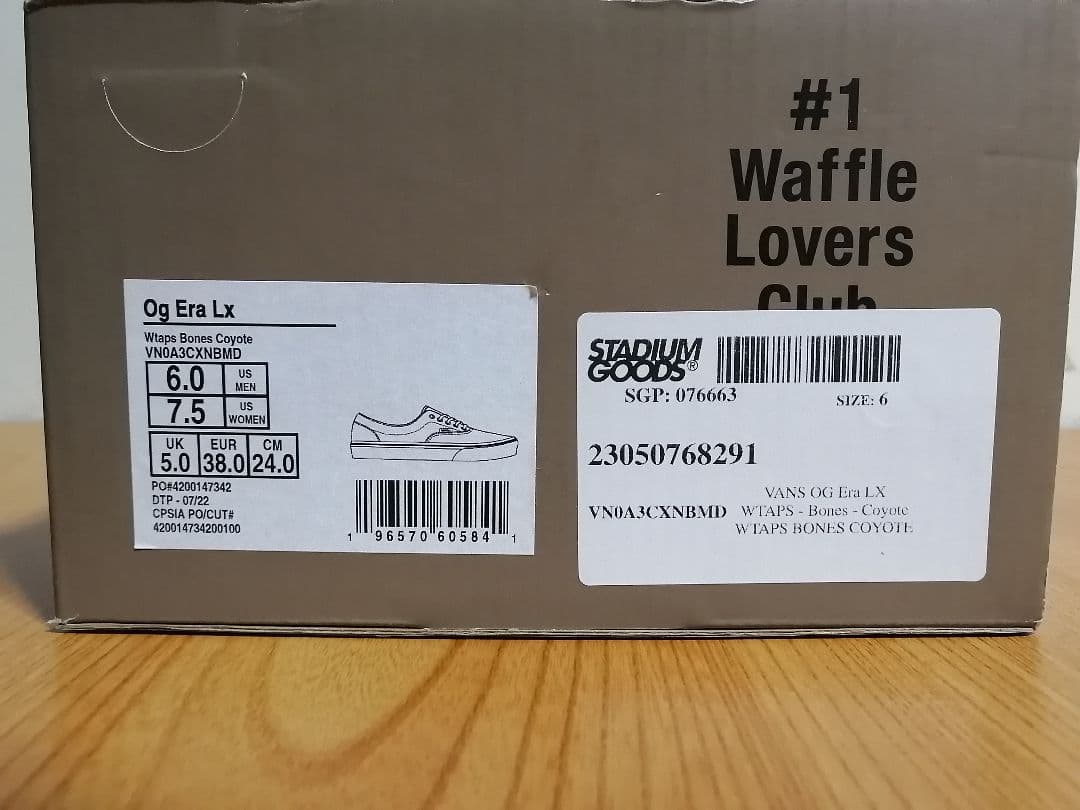 #1
Waffle
Lovers
Club
Og Era Lx
Wtaps Bones Coyote
VN0A3CXNBMD
6.0 US MEN
7.5 US WOMEN
UK EUR CM
5.0 38.0 24.0
PO#4200147342
DTP - 07/22
CPSIA PO/CUT#
420014734200100
1 96570 60584 1
STADIUM
GOODS®
SGP: 076663 SIZE: 6
23050768291
VANS OG Era LX
VN0A3CXNBMD WTAPS - Bones - Coyote
WTAPS BONES COYOTE